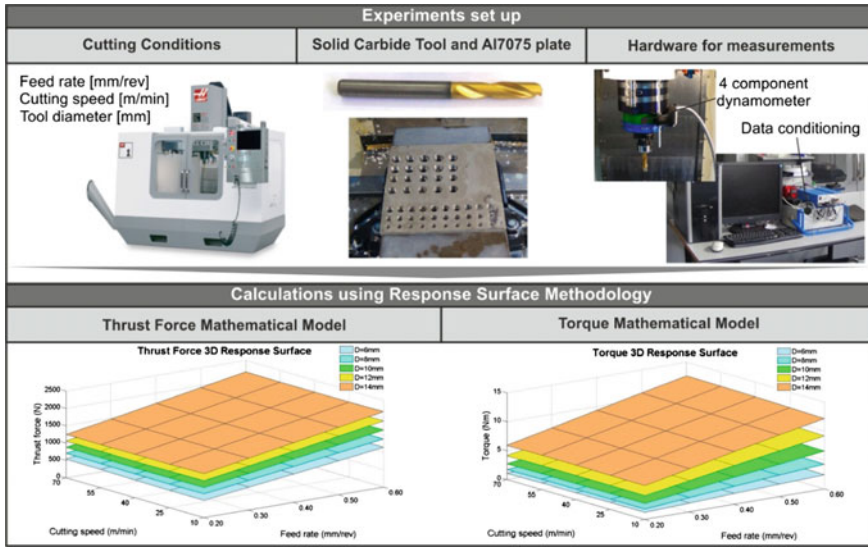 Experiments set up
Cutting Conditions
Solid Carbide Tool and Al7075 plate
Hardware for measurements
Feed rate [mm/rev]
Cutting speed [m/min]
Tool diameter [mm]
4 component
dynamometer
Data conditioning
Calculations using Response Surface Methodology
Thrust Force Mathematical Model
Torque Mathematical Model
Thrust Force 3D Response Surface
D=6mm
D=8mm
D=10mm
D=12mm
D=14mm
Thrust force (N)
2500
2000
1500
1000
500
0
70
55
40
25
10
Cutting speed (m/min)
0.20
0.30
0.40
0.50
0.60
Feed rate (mm/rev)
Torque 3D Response Surface
D=6mm
D=8mm
D=10mm
D=12mm
D=14mm
Torque (Nm)
15
10
5
0
70
55
40
25
10
Cutting speed (m/min)
0.20
0.30
0.40
0.50
0.60
Feed rate (mm/rev)